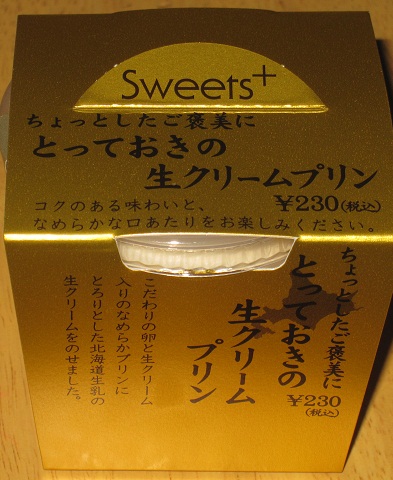 Sweets+
ちょっとしたご褒美に
とっておきの
生クリームプリン
コクのある味わいと、
¥230(税込)
なめらかな口あたりをお楽しみください。
ちょっとしたご褒美に
とっておきの
生クリーム
プリン
¥230
(税込)
こだわりの卵と生クリーム
入りのなめらかプリンに
とろりとした北海道生乳の
生クリームをのせました。